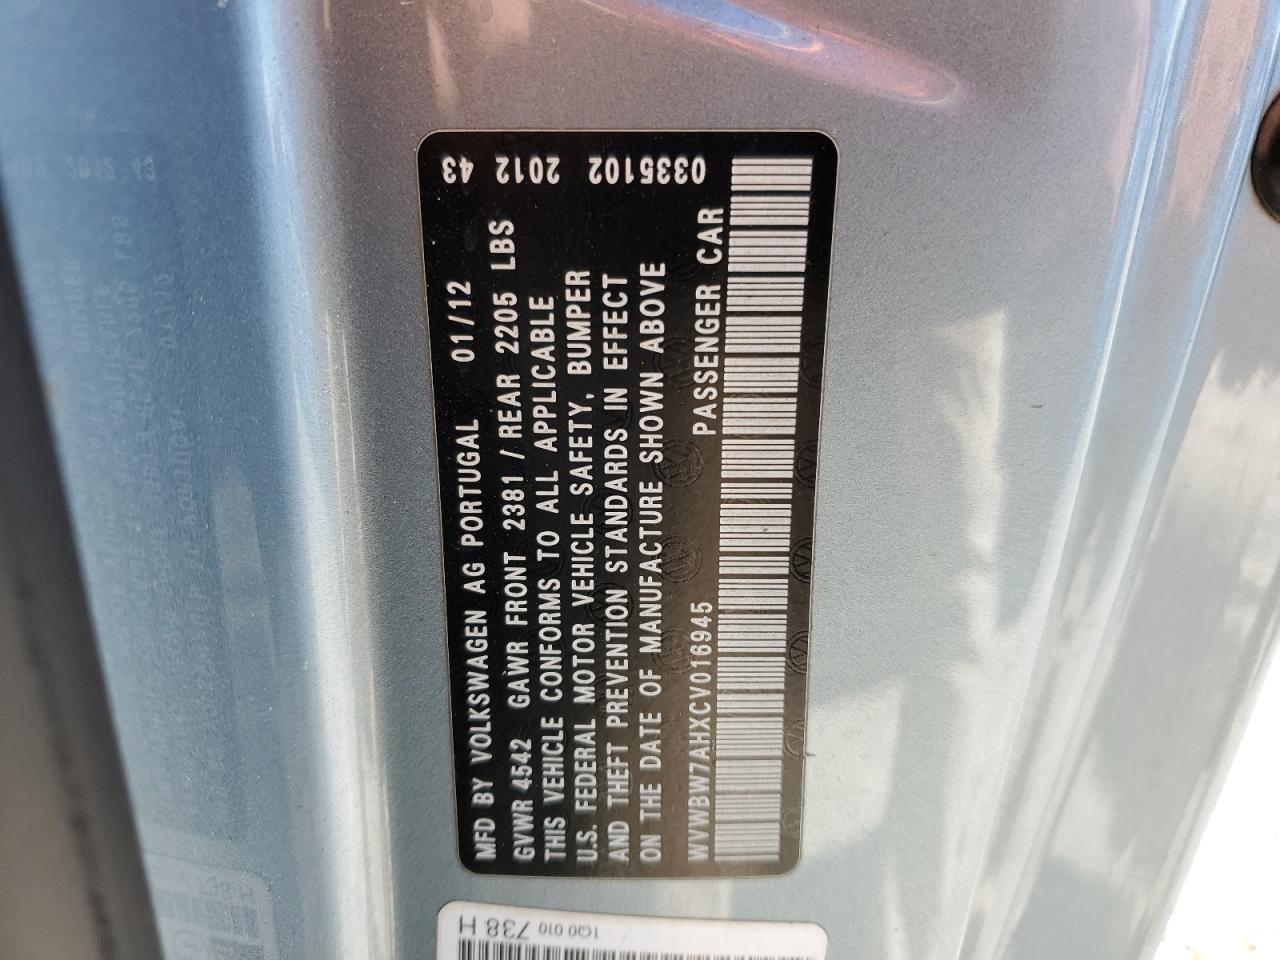 MFD BY VOLKSWAGEN AG PORTUGAL 01/12
GVWR 4542 GAWR FRONT 2381 / REAR 2205 LBS
THIS VEHICLE CONFORMS TO ALL APPLICABLE
U.S. FEDERAL MOTOR VEHICLE SAFETY, BUMPER
AND THEFT PREVENTION STANDARDS IN EFFECT
ON THE DATE OF MANUFACTURE SHOWN ABOVE
WVWBW7AHXCV016945 PASSENGER CAR
43 2012 0335102
1Q0 010 738 H